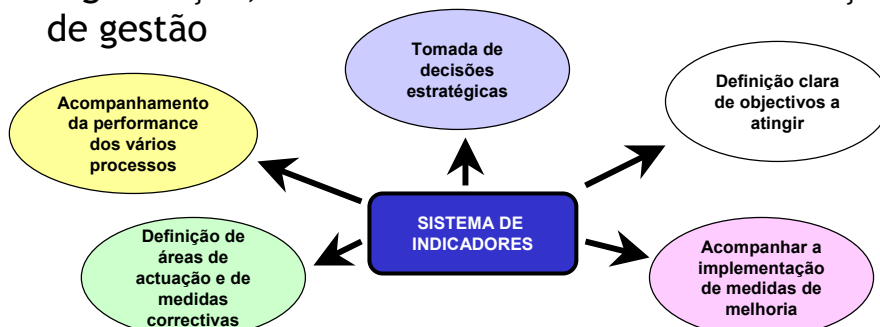 de gestão
Tomada de
decisões
estratégicas
Definição clara
de objectivos a
atingir
Acompanhamento
da performance
dos vários
processos
SISTEMA DE
INDICADORES
Definição de
áreas de
actuação e de
medidas
correctivas
Acompanhar a
implementação
de medidas de
melhoria